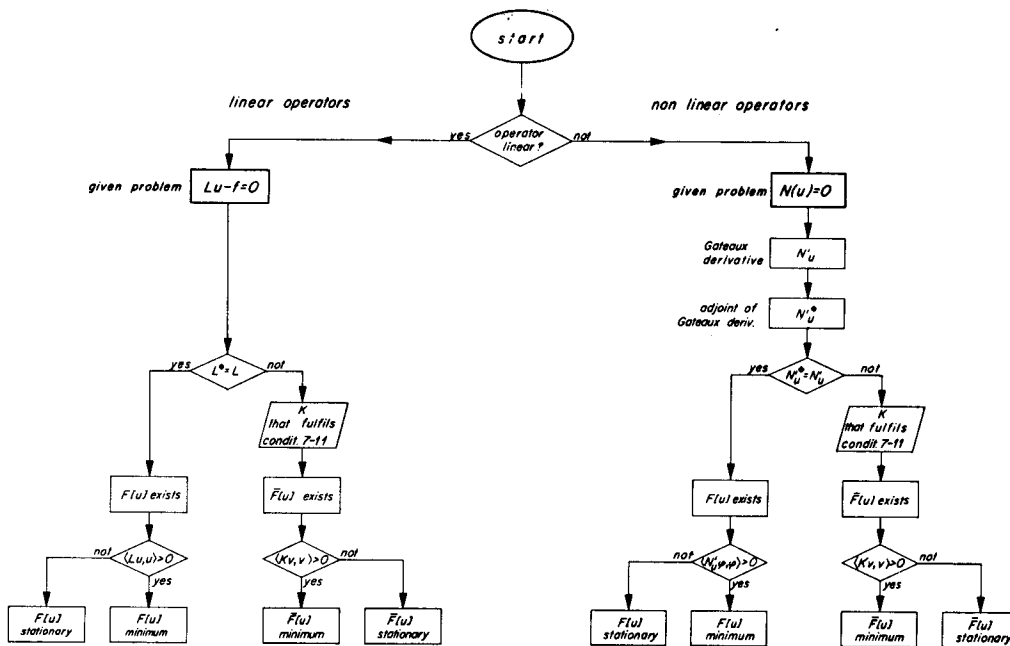 start
linear operators
non linear operators
yes
operator
linear?
not
given problem
Lu-f=0
given problem
N(u)=0
Gateaux
derivative
N'u
adjoint of
Gateaux deriv.
N'u*
yes
L*=L
not
yes
N'u*=N'u
not
K
that fulfils
condit. 7-11
K
that fulfils
condit. 7-11
F[u] exists
F̄[u] exists
F[u] exists
F̄[u] exists
not
⟨Lu,u⟩>0
yes
⟨Kv,v⟩>0
not
yes
not
⟨N'uφ,φ⟩>0
yes
⟨Kv,v⟩>0
not
yes
F[u]
stationary
F[u]
minimum
F̄[u]
minimum
F̄[u]
stationary
F[u]
stationary
F[u]
minimum
F̄[u]
minimum
F̄[u]
stationary